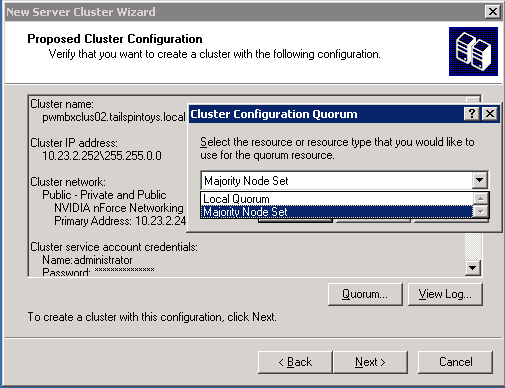 New Server Cluster Wizard
Proposed Cluster Configuration
Verify that you want to create a cluster with the following configuration.
Cluster name:
pwmbxclus02.tailspintoys.local
Cluster IP address:
10.23.2.252\255.255.0.0
Cluster network:
Public - Private and Public
NVIDIA nForce Networking
Primary Address: 10.23.2.24
Cluster service account credentials:
Name:administrator
Password: **************
Cluster Configuration Quorum
Select the resource or resource type that you would like to
use for the quorum resource.
Majority Node Set
Local Quorum
Majority Node Set
Quorum...
View Log...
To create a cluster with this configuration, click Next.
< Back
Next >
Cancel